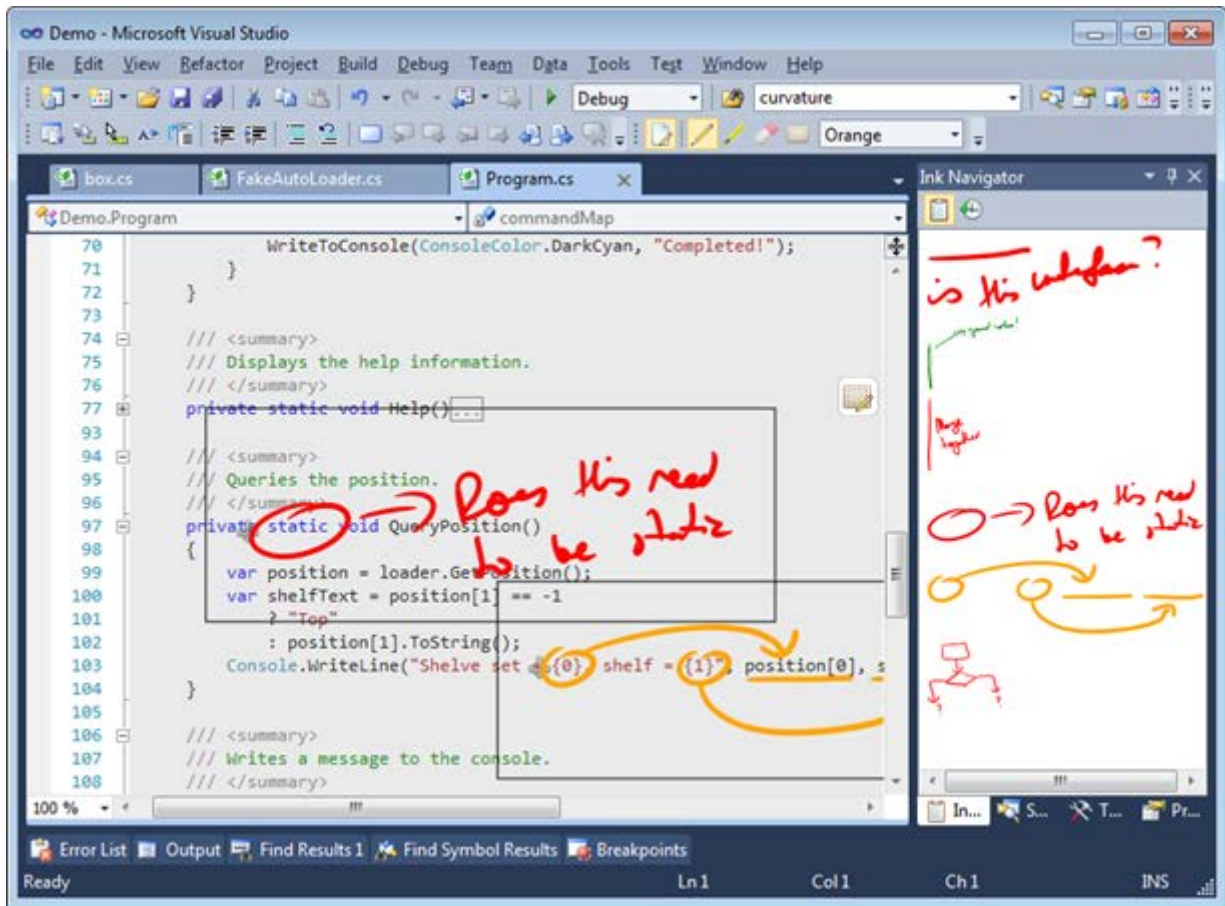 Demo - Microsoft Visual Studio
File Edit View Refactor Project Build Debug Team Data Tools Test Window Help
Debug curvature
Orange
box.cs FakeAutoLoader.cs Program.cs
Demo.Program commandMap
70 WriteToConsole(ConsoleColor.DarkCyan, "Completed!");
71 }
72 }
73
74 /// <summary>
75 /// Displays the help information.
76 /// </summary>
77 private static void Help()...
93
94 /// <summary>
95 /// Queries the position.
96 /// </summary>
97 private static void QueryPosition()
98 {
99 var position = loader.GetPosition();
100 var shelfText = position[1] == -1
101 ? "Top"
102 : position[1].ToString();
103 Console.WriteLine("Shelve set {0} shelf = {1}", position[0], s
104 }
105
106 /// <summary>
107 /// Writes a message to the console.
108 /// </summary>
Does this need
to be static
100 %
Ink Navigator
is this
Does this need
to be static
In... S... T... Pr...
Error List Output Find Results 1 Find Symbol Results Breakpoints
Ready Ln 1 Col 1 Ch 1 INS